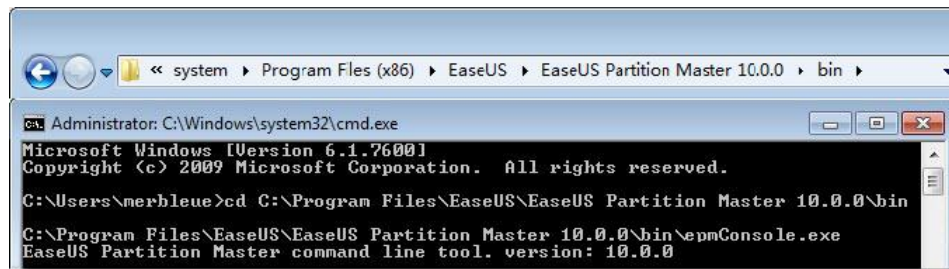 « system ▸ Program Files (x86) ▸ EaseUS ▸ EaseUS Partition Master 10.0.0 ▸ bin ▸
Administrator: C:\Windows\system32\cmd.exe
Microsoft Windows [Version 6.1.7600]
Copyright (c) 2009 Microsoft Corporation.  All rights reserved.
C:\Users\merbleue>cd C:\Program Files\EaseUS\EaseUS Partition Master 10.0.0\bin
C:\Program Files\EaseUS\EaseUS Partition Master 10.0.0\bin\epmConsole.exe
EaseUS Partition Master command line tool. version: 10.0.0